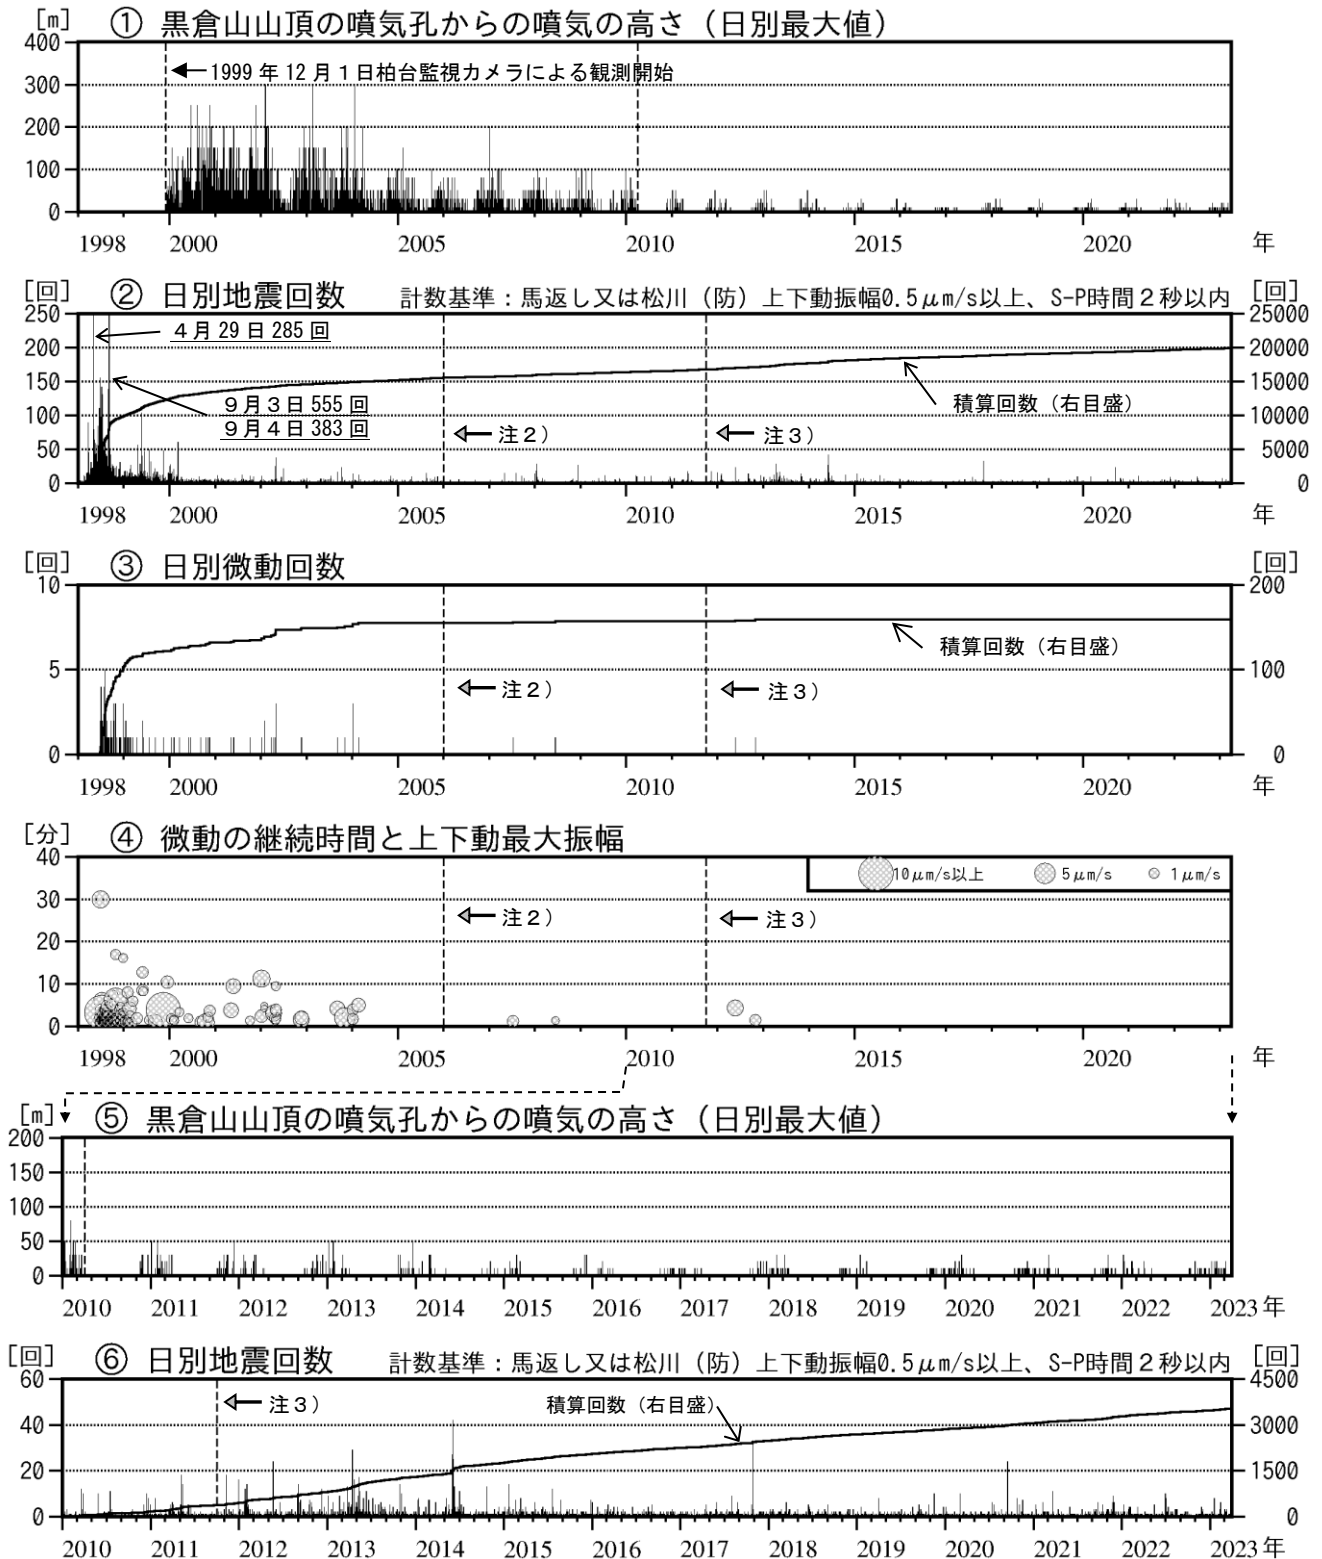 [m] ① 黒倉山山頂の噴気孔からの噴気の高さ（日別最大値）
400
300
200
100
0
1999年12月1日柏台監視カメラによる観測開始
1998 2000 2005 2010 2015 2020 年
[回] ② 日別地震回数 計数基準：馬返し又は松川（防）上下動振幅0.5μm/s以上、S-P時間2秒以内 [回]
250 25000
200 20000
150 15000
100 10000
50 5000
0 0
4月29日285回
9月3日555回
9月4日383回
積算回数（右目盛）
注2） 注3）
1998 2000 2005 2010 2015 2020 年
[回] ③ 日別微動回数 [回]
10 200
5 100
0 0
積算回数（右目盛）
注2） 注3）
1998 2000 2005 2010 2015 2020 年
[分] ④ 微動の継続時間と上下動最大振幅
40
30
20
10
0
10μm/s以上 5μm/s 1μm/s
注2） 注3）
1998 2000 2005 2010 2015 2020 年
[m] ⑤ 黒倉山山頂の噴気孔からの噴気の高さ（日別最大値）
200
150
100
50
0
2010 2011 2012 2013 2014 2015 2016 2017 2018 2019 2020 2021 2022 2023年
[回] ⑥ 日別地震回数 計数基準：馬返し又は松川（防）上下動振幅0.5μm/s以上、S-P時間2秒以内 [回]
60 4500
40 3000
20 1500
0 0
注3） 積算回数（右目盛）
2010 2011 2012 2013 2014 2015 2016 2017 2018 2019 2020 2021 2022 2023年